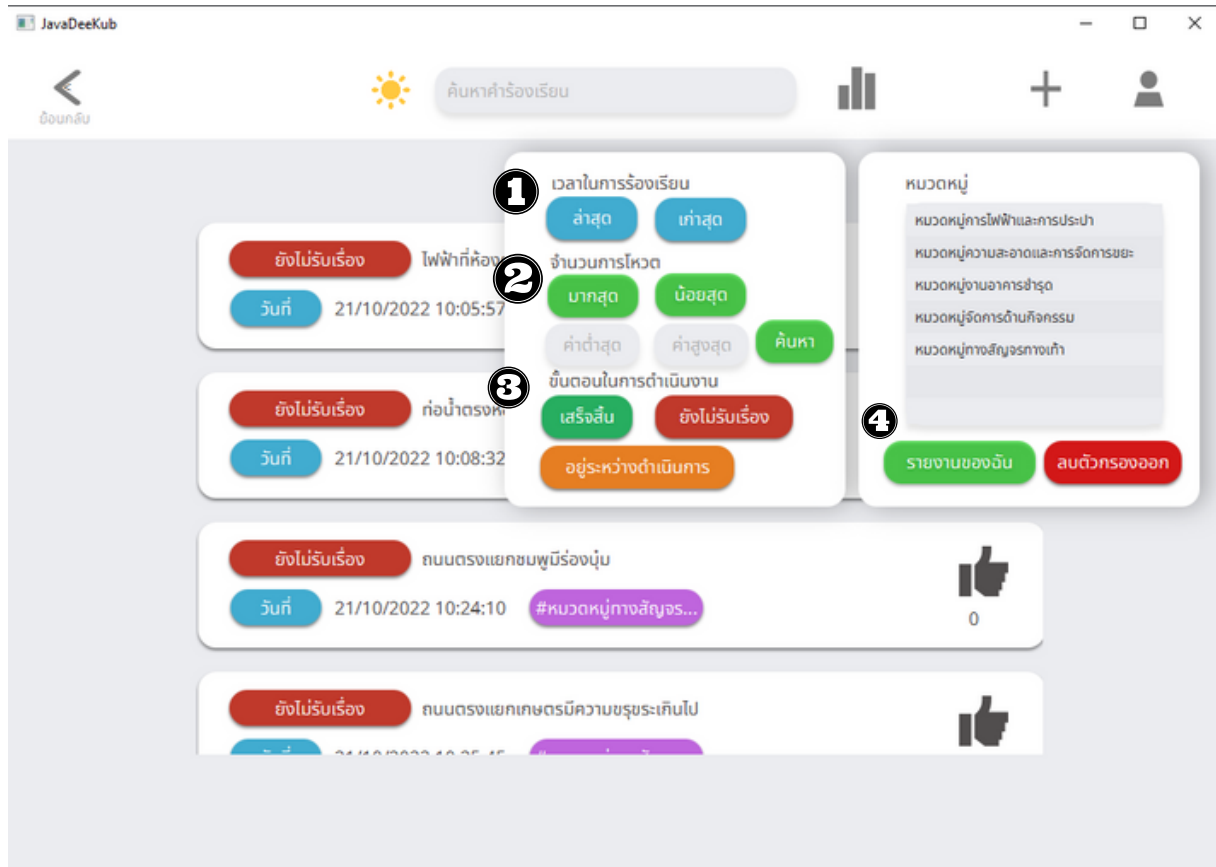 JavaDeeKub
ย้อนกลับ
ค้นหาคำร้องเรียน
1 เวลาในการร้องเรียน
ล่าสุด เก่าสุด
2 จำนวนการโหวต
มากสุด น้อยสุด
ค่าต่ำสุด ค่าสูงสุด ค้นหา
3 ขั้นตอนในการดำเนินงาน
เสร็จสิ้น ยังไม่รับเรื่อง
อยู่ระหว่างดำเนินการ
หมวดหมู่
หมวดหมู่การไฟฟ้าและการประปา
หมวดหมู่ความสะอาดและการจัดการขยะ
หมวดหมู่งานอาคารชำรุด
หมวดหมู่จัดการด้านกิจกรรม
หมวดหมู่ทางสัญจรทางเท้า
4
รายงานของฉัน ลบตัวกรองออก
ยังไม่รับเรื่อง ไฟฟ้าที่ห้อง
วันที่ 21/10/2022 10:05:57
ยังไม่รับเรื่อง ท่อน้ำตรง
วันที่ 21/10/2022 10:08:32
ยังไม่รับเรื่อง ถนนตรงแยกชมพูมีร่องบุ๋ม
วันที่ 21/10/2022 10:24:10 #หมวดหมู่ทางสัญจร...
0
ยังไม่รับเรื่อง ถนนตรงแยกเกษตรมีความขรุขระเกินไป